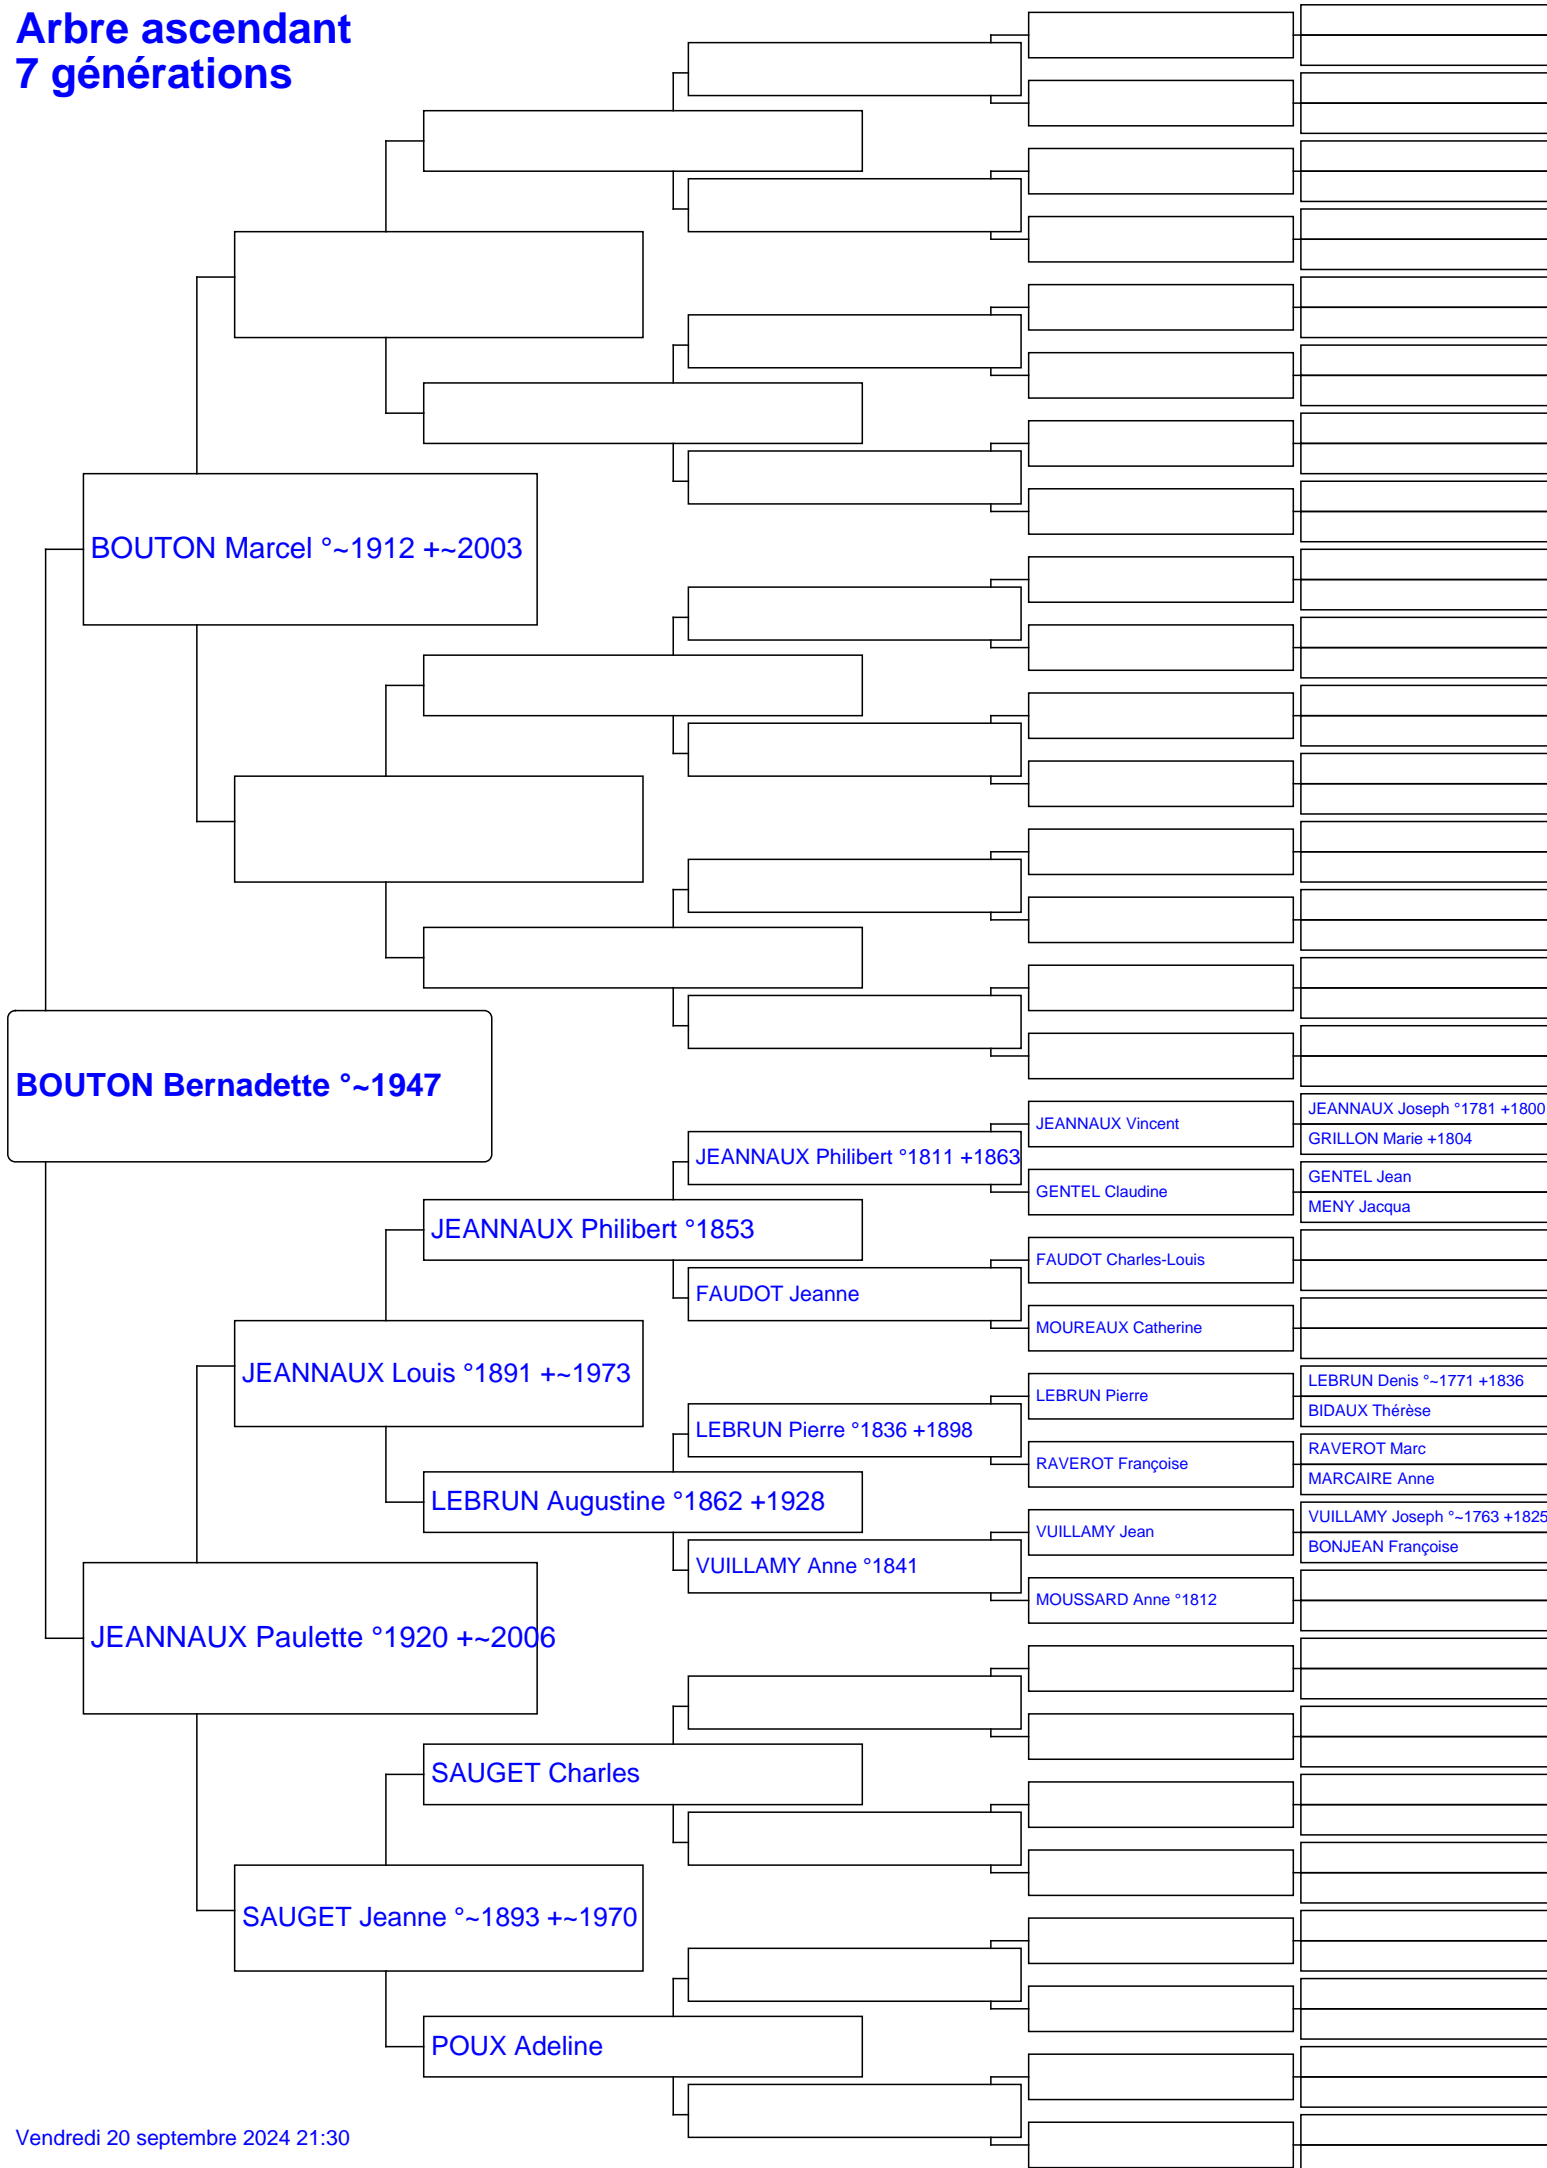 Arbre ascendant
7 générations
BOUTON Marcel °~1912 +~2003
BOUTON Bernadette °~1947
JEANNAUX Joseph °1781 +1800
JEANNAUX Vincent
GRILLON Marie +1804
JEANNAUX Philibert °1811 +1863
GENTEL Jean
GENTEL Claudine
MENY Jacqua
JEANNAUX Philibert °1853
FAUDOT Charles-Louis
FAUDOT Jeanne
MOUREAUX Catherine
JEANNAUX Louis °1891 +~1973
LEBRUN Denis °~1771 +1836
LEBRUN Pierre
BIDAUX Thérèse
LEBRUN Pierre °1836 +1898
RAVEROT Marc
RAVEROT Françoise
MARCAIRE Anne
LEBRUN Augustine °1862 +1928
VUILLAMY Joseph °~1763 +1825
VUILLAMY Jean
BONJEAN Françoise
VUILLAMY Anne °1841
MOUSSARD Anne °1812
JEANNAUX Paulette °1920 +~2006
SAUGET Charles
SAUGET Jeanne °~1893 +~1970
POUX Adeline
Vendredi 20 septembre 2024 21:30